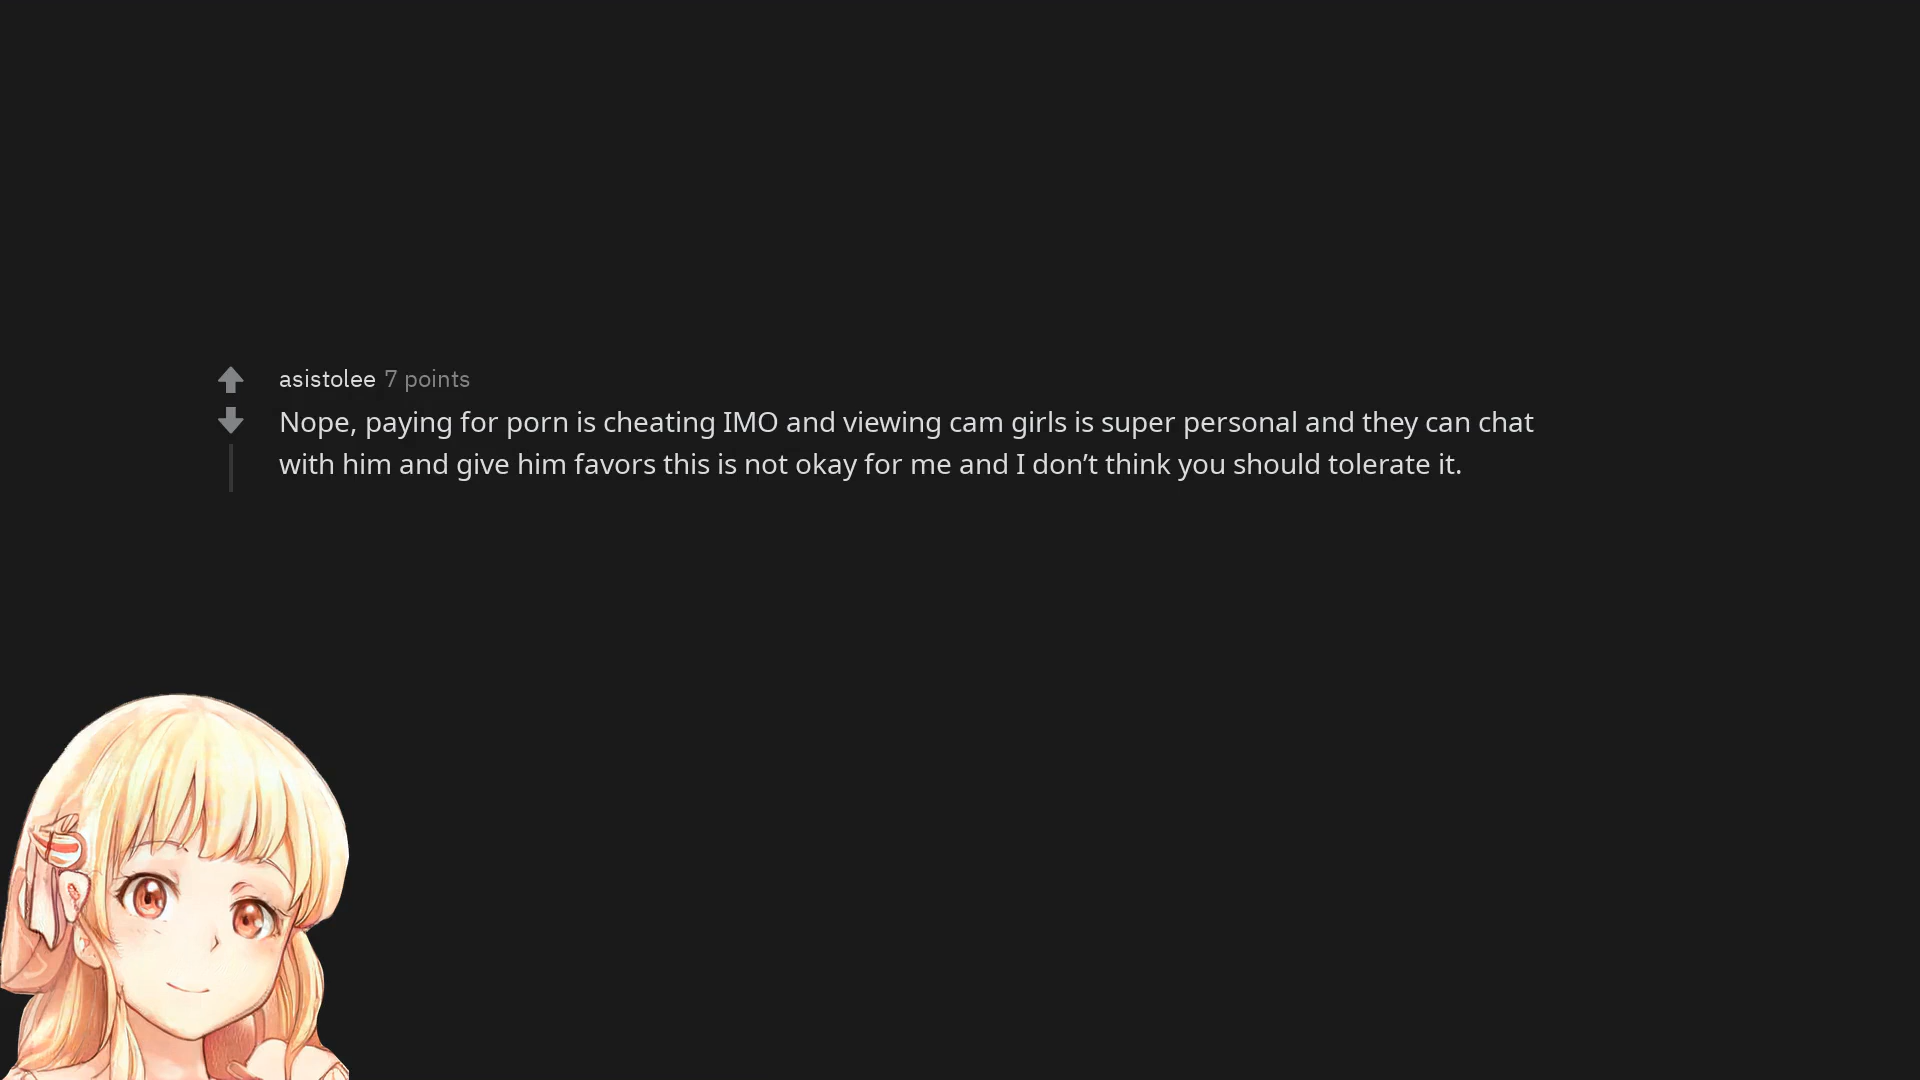 asistolee 7 points
Nope, paying for porn is cheating IMO and viewing cam girls is super personal and they can chat
with him and give him favors this is not okay for me and I don’t think you should tolerate it.